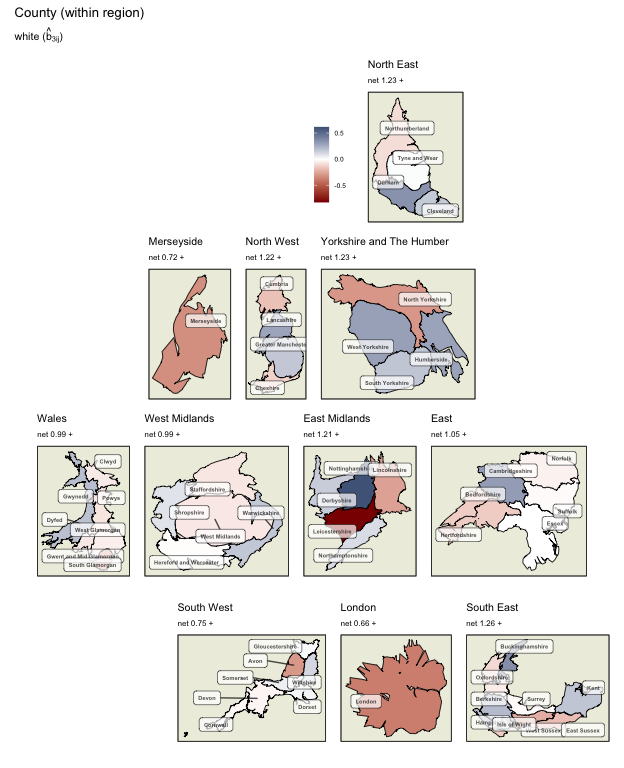 County (within region)
white (b̂3ij)
North East
net 1.23 +
Northumberland
Tyne and Wear
Durham
Cleveland
0.5
0.0
-0.5
Merseyside
net 0.72 +
Merseyside
North West
net 1.22 +
Cumbria
Lancashire
Greater Manchester
Cheshire
Yorkshire and The Humber
net 1.23 +
North Yorkshire
West Yorkshire
Humberside
South Yorkshire
Wales
net 0.99 +
Clwyd
Gwynedd
Powys
Dyfed
West Glamorgan
Gwent and Mid Glamorgan
South Glamorgan
West Midlands
net 0.99 +
Staffordshire
Shropshire
Warwickshire
West Midlands
Hereford and Worcester
East Midlands
net 1.21 +
Nottinghamsh
Lincolnshire
Derbyshire
Leicestershire
Northamptonshire
East
net 1.05 +
Norfolk
Cambridgeshire
Bedfordshire
Suffolk
Essex
Hertfordshire
South West
net 0.75 +
Gloucestershire
Avon
Somerset
Wiltshire
Devon
Dorset
Cornwall
London
net 0.66 +
London
South East
net 1.26 +
Buckinghamshire
Oxfordshire
Kent
Berkshire
Surrey
Hamp
Isle of Wight
West Sussex
East Sussex